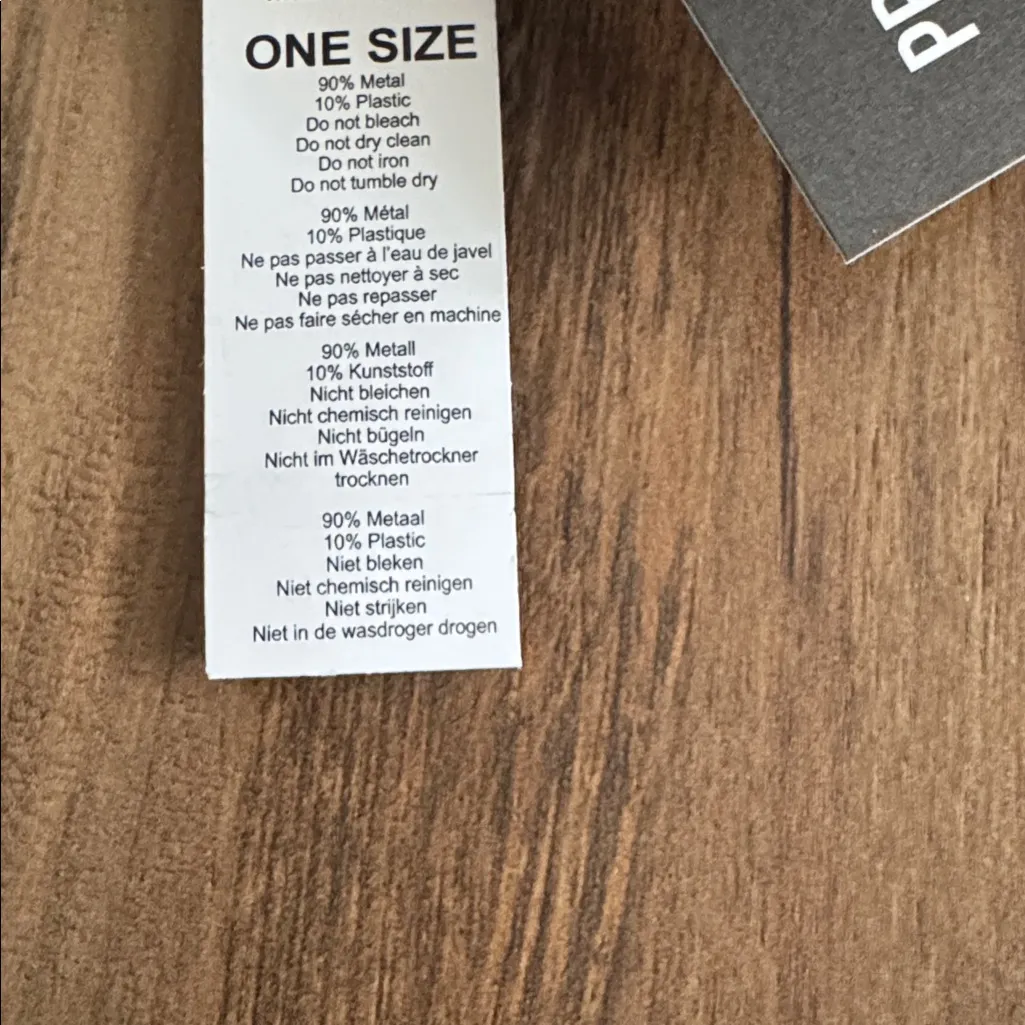 ONE SIZE
90% Metal
10% Plastic
Do not bleach
Do not dry clean
Do not iron
Do not tumble dry
90% Métal
10% Plastique
Ne pas passer à l'eau de javel
Ne pas nettoyer à sec
Ne pas repasser
Ne pas faire sécher en machine
90% Metall
10% Kunststoff
Nicht bleichen
Nicht chemisch reinigen
Nicht bügeln
Nicht im Wäschetrockner
trocknen
90% Metaal
10% Plastic
Niet bleken
Niet chemisch reinigen
Niet strijken
Niet in de wasdroger drogen